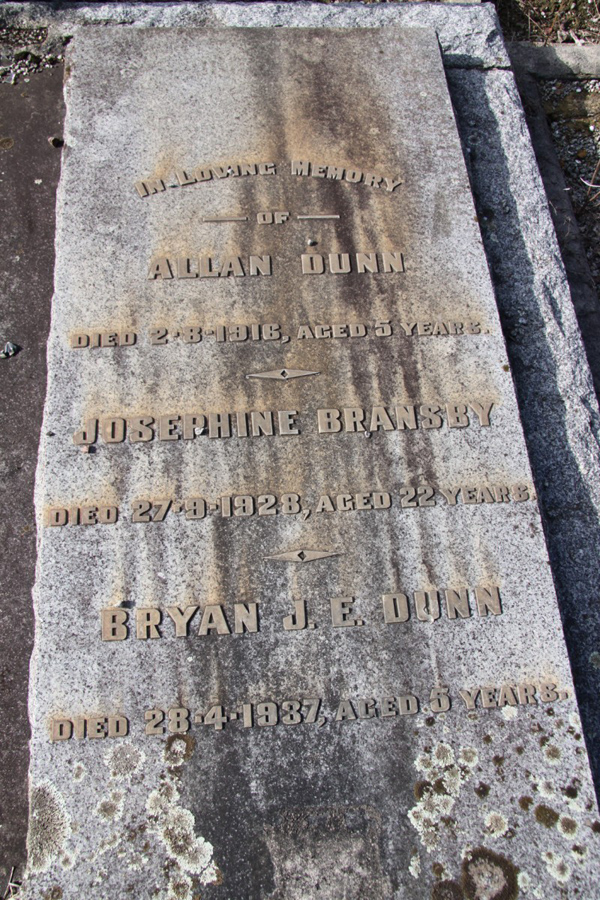 IN LOVING MEMORY
OF
ALLAN DUNN
DIED 2-8-1916, AGED 5 YEARS.
JOSEPHINE BRANSBY
DIED 27-9-1928, AGED 22 YEARS.
BRYAN J. E. DUNN
DIED 28-4-1937, AGED 5 YEARS.